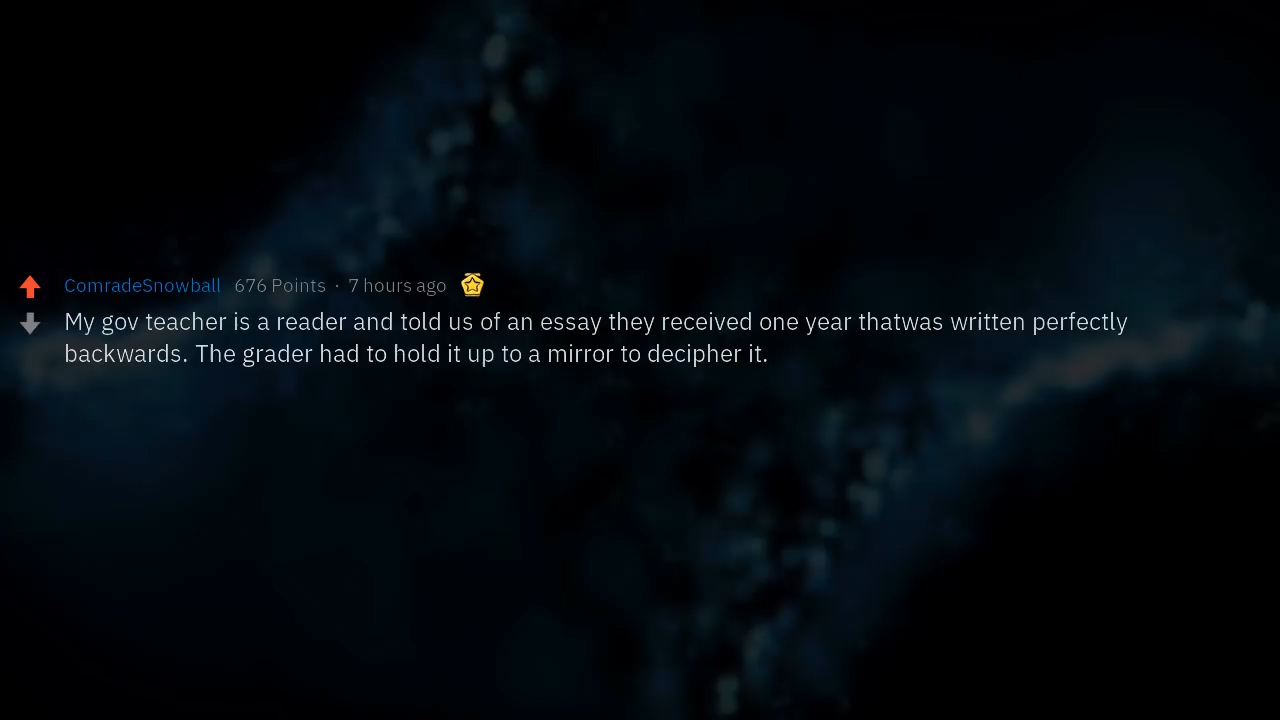 ComradeSnowball 676 Points · 7 hours ago
My gov teacher is a reader and told us of an essay they received one year thatwas written perfectly
backwards. The grader had to hold it up to a mirror to decipher it.